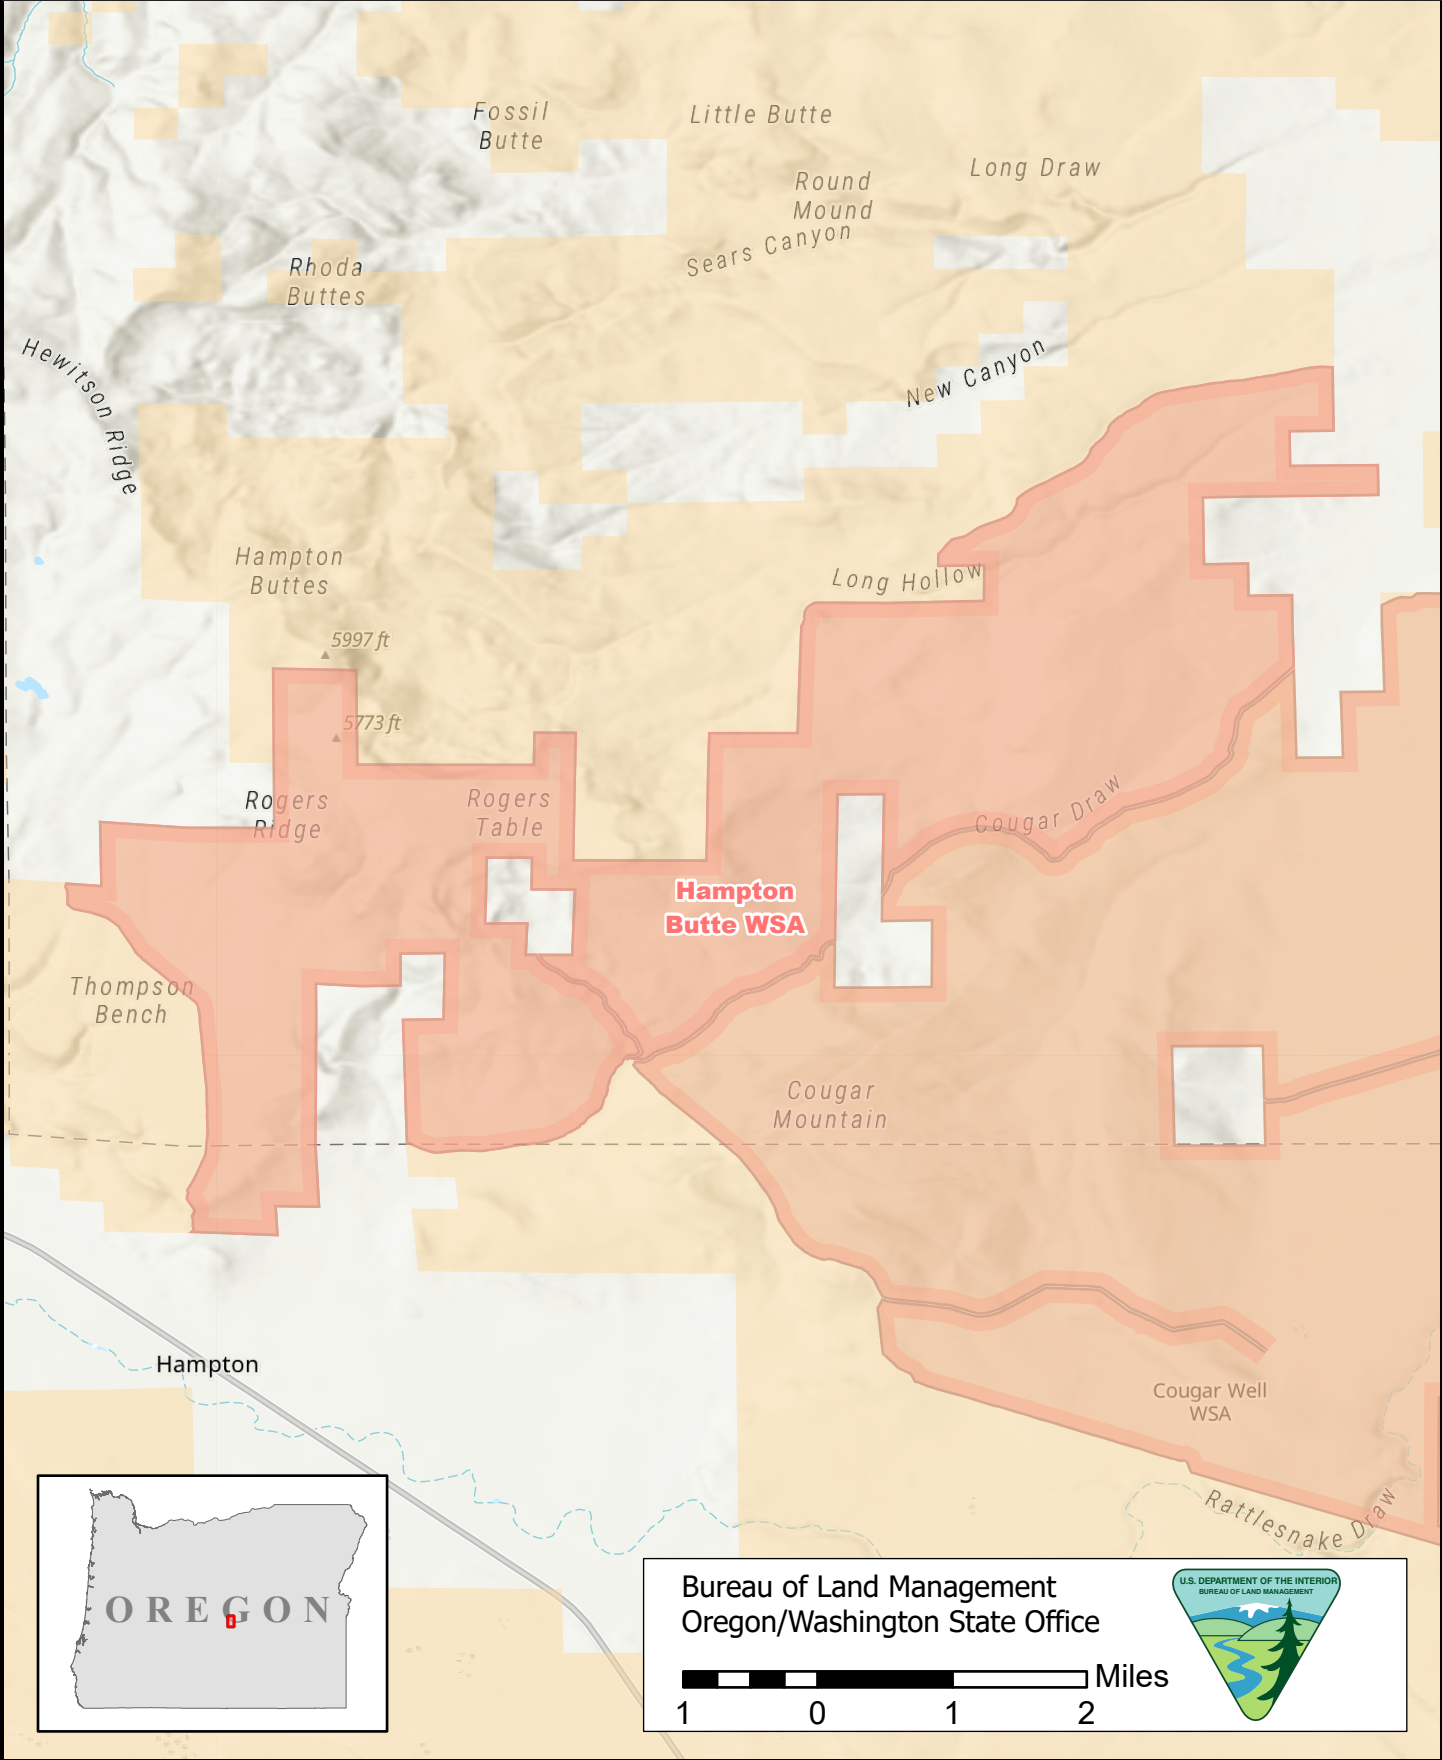 Fossil
Butte
Little Butte
Long Draw
Round
Mound
Sears Canyon
Rhoda
Buttes
Hewitson Ridge
New Canyon
Hampton
Buttes
Long Hollow
5997 ft
5773 ft
Rogers
Ridge
Rogers
Table
Cougar Draw
Hampton
Butte WSA
Thompson
Bench
Cougar
Mountain
Hampton
Cougar Well
WSA
Rattlesnake Draw
OREGON
Bureau of Land Management
Oregon/Washington State Office
Miles
1 0 1 2
U.S. DEPARTMENT OF THE INTERIOR
BUREAU OF LAND MANAGEMENT